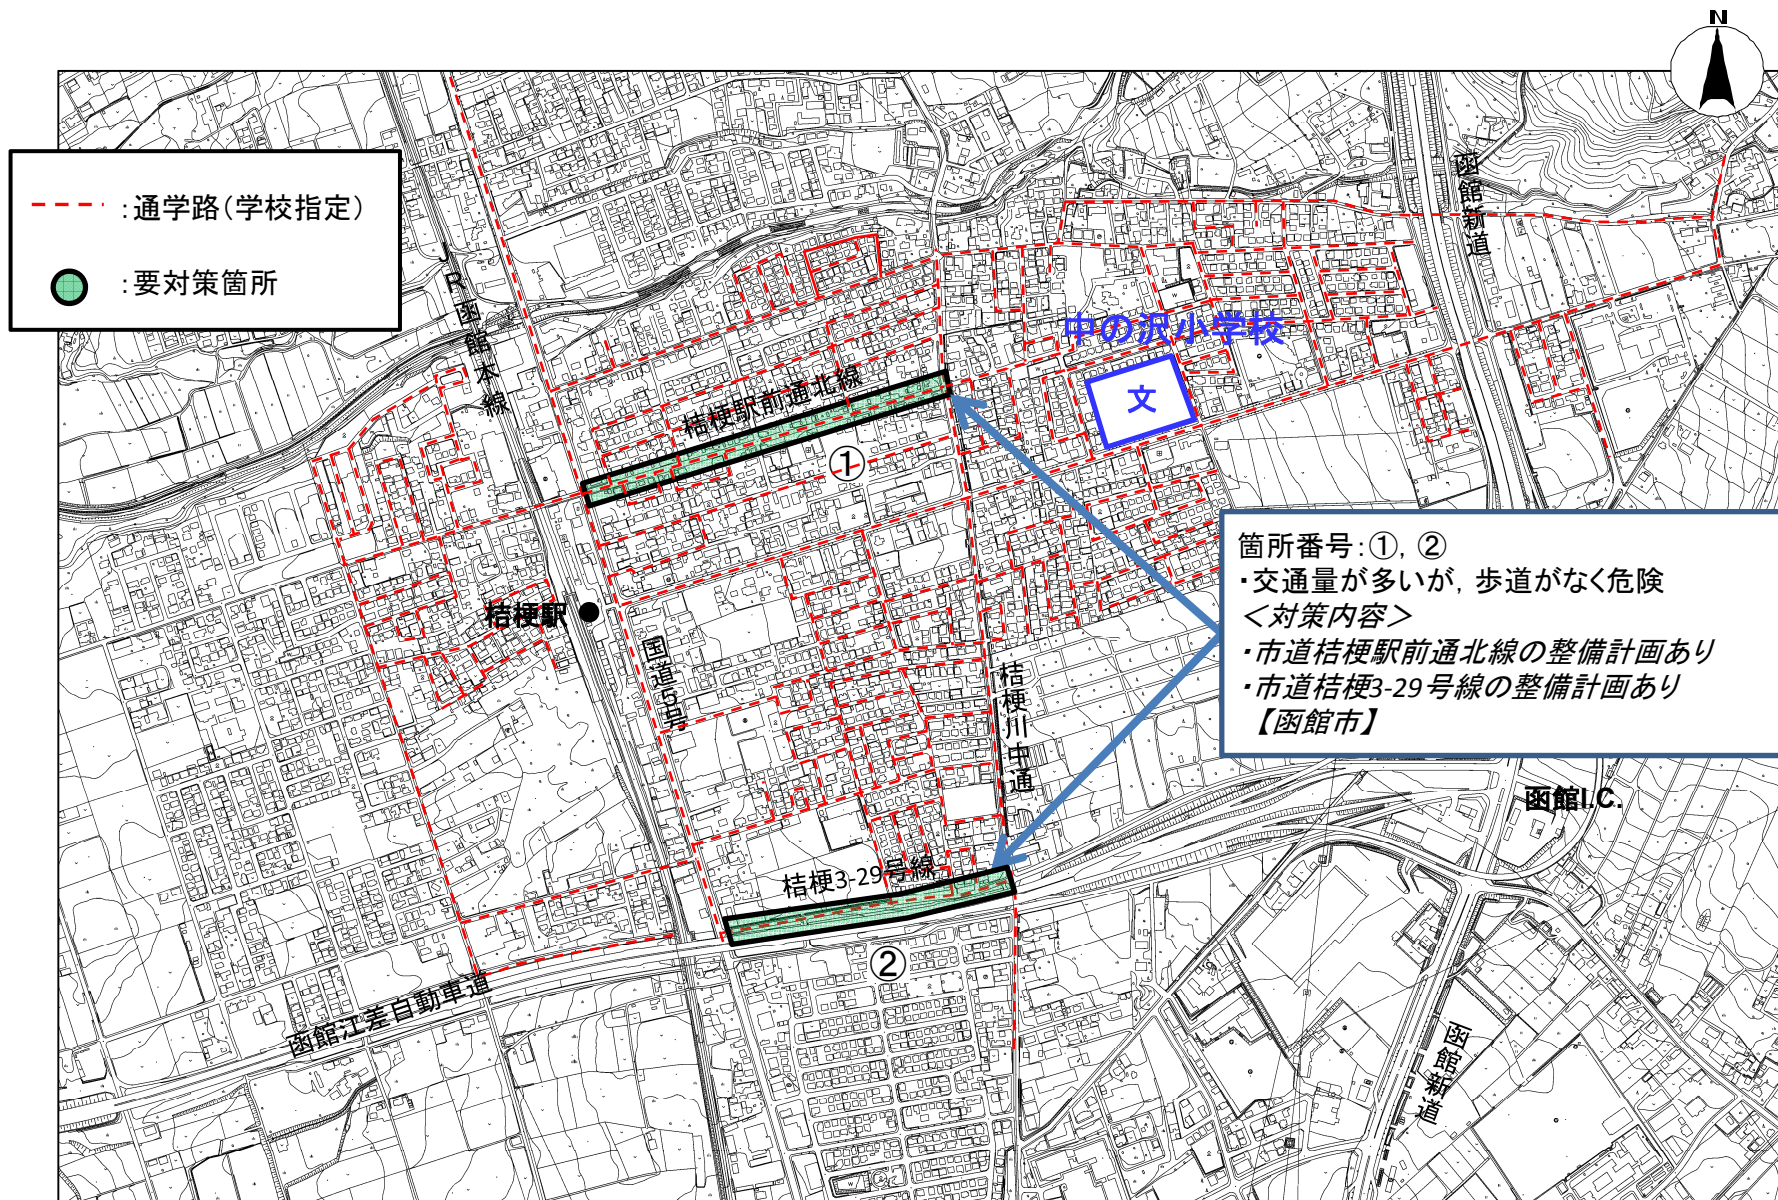 N
：通学路（学校指定）
：要対策箇所
JR函館本線
函館新道
中の沢小学校
文
桔梗駅前通北線
①
箇所番号：①，②
・交通量が多いが，歩道がなく危険
＜対策内容＞
・市道桔梗駅前通北線の整備計画あり
・市道桔梗3-29号線の整備計画あり
【函館市】
桔梗駅
国道5号
桔梗川中通
函館I.C.
桔梗3-29号線
②
函館江差自動車道
函館新道